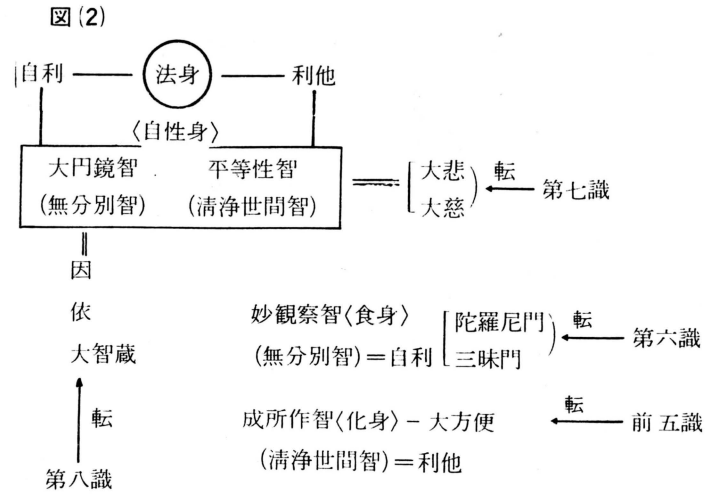 図(2)
自利 法身 利他
〈自性身〉
大円鏡智 平等性智
(無分別智) (清浄世間智)
大悲
大慈
転
第七識
因
依
大智蔵
転
第八識
妙観察智〈食身〉
(無分別智)=自利
陀羅尼門
三昧門
転
第六識
成所作智〈化身〉－大方便
(清浄世間智)=利他
転
前五識